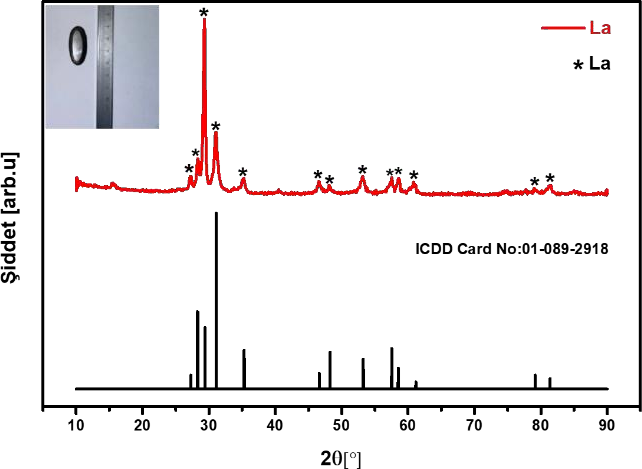 La
* La
Şiddet [arb.u]
* * * * * * * * * * * * * *
ICDD Card No:01-089-2918
10 20 30 40 50 60 70 80 90
2θ[°]